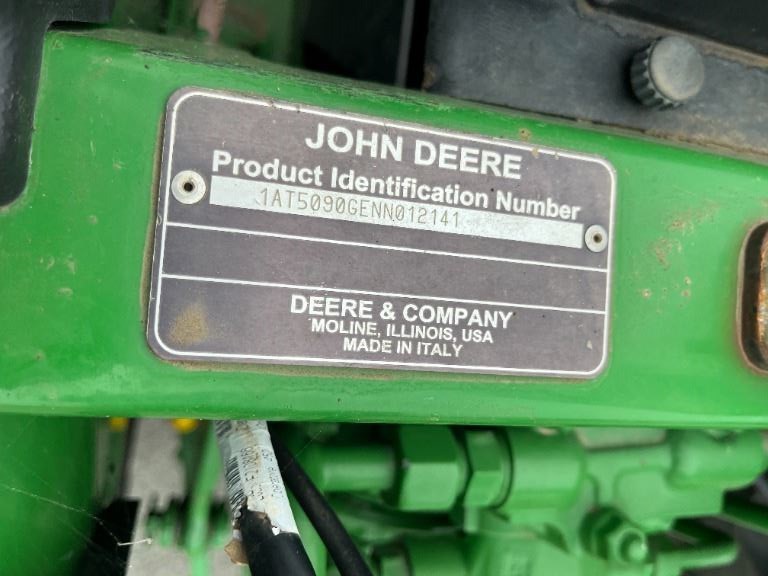 JOHN DEERE
Product Identification Number
1AT5090GENN012141
DEERE & COMPANY
MOLINE, ILLINOIS, USA
MADE IN ITALY